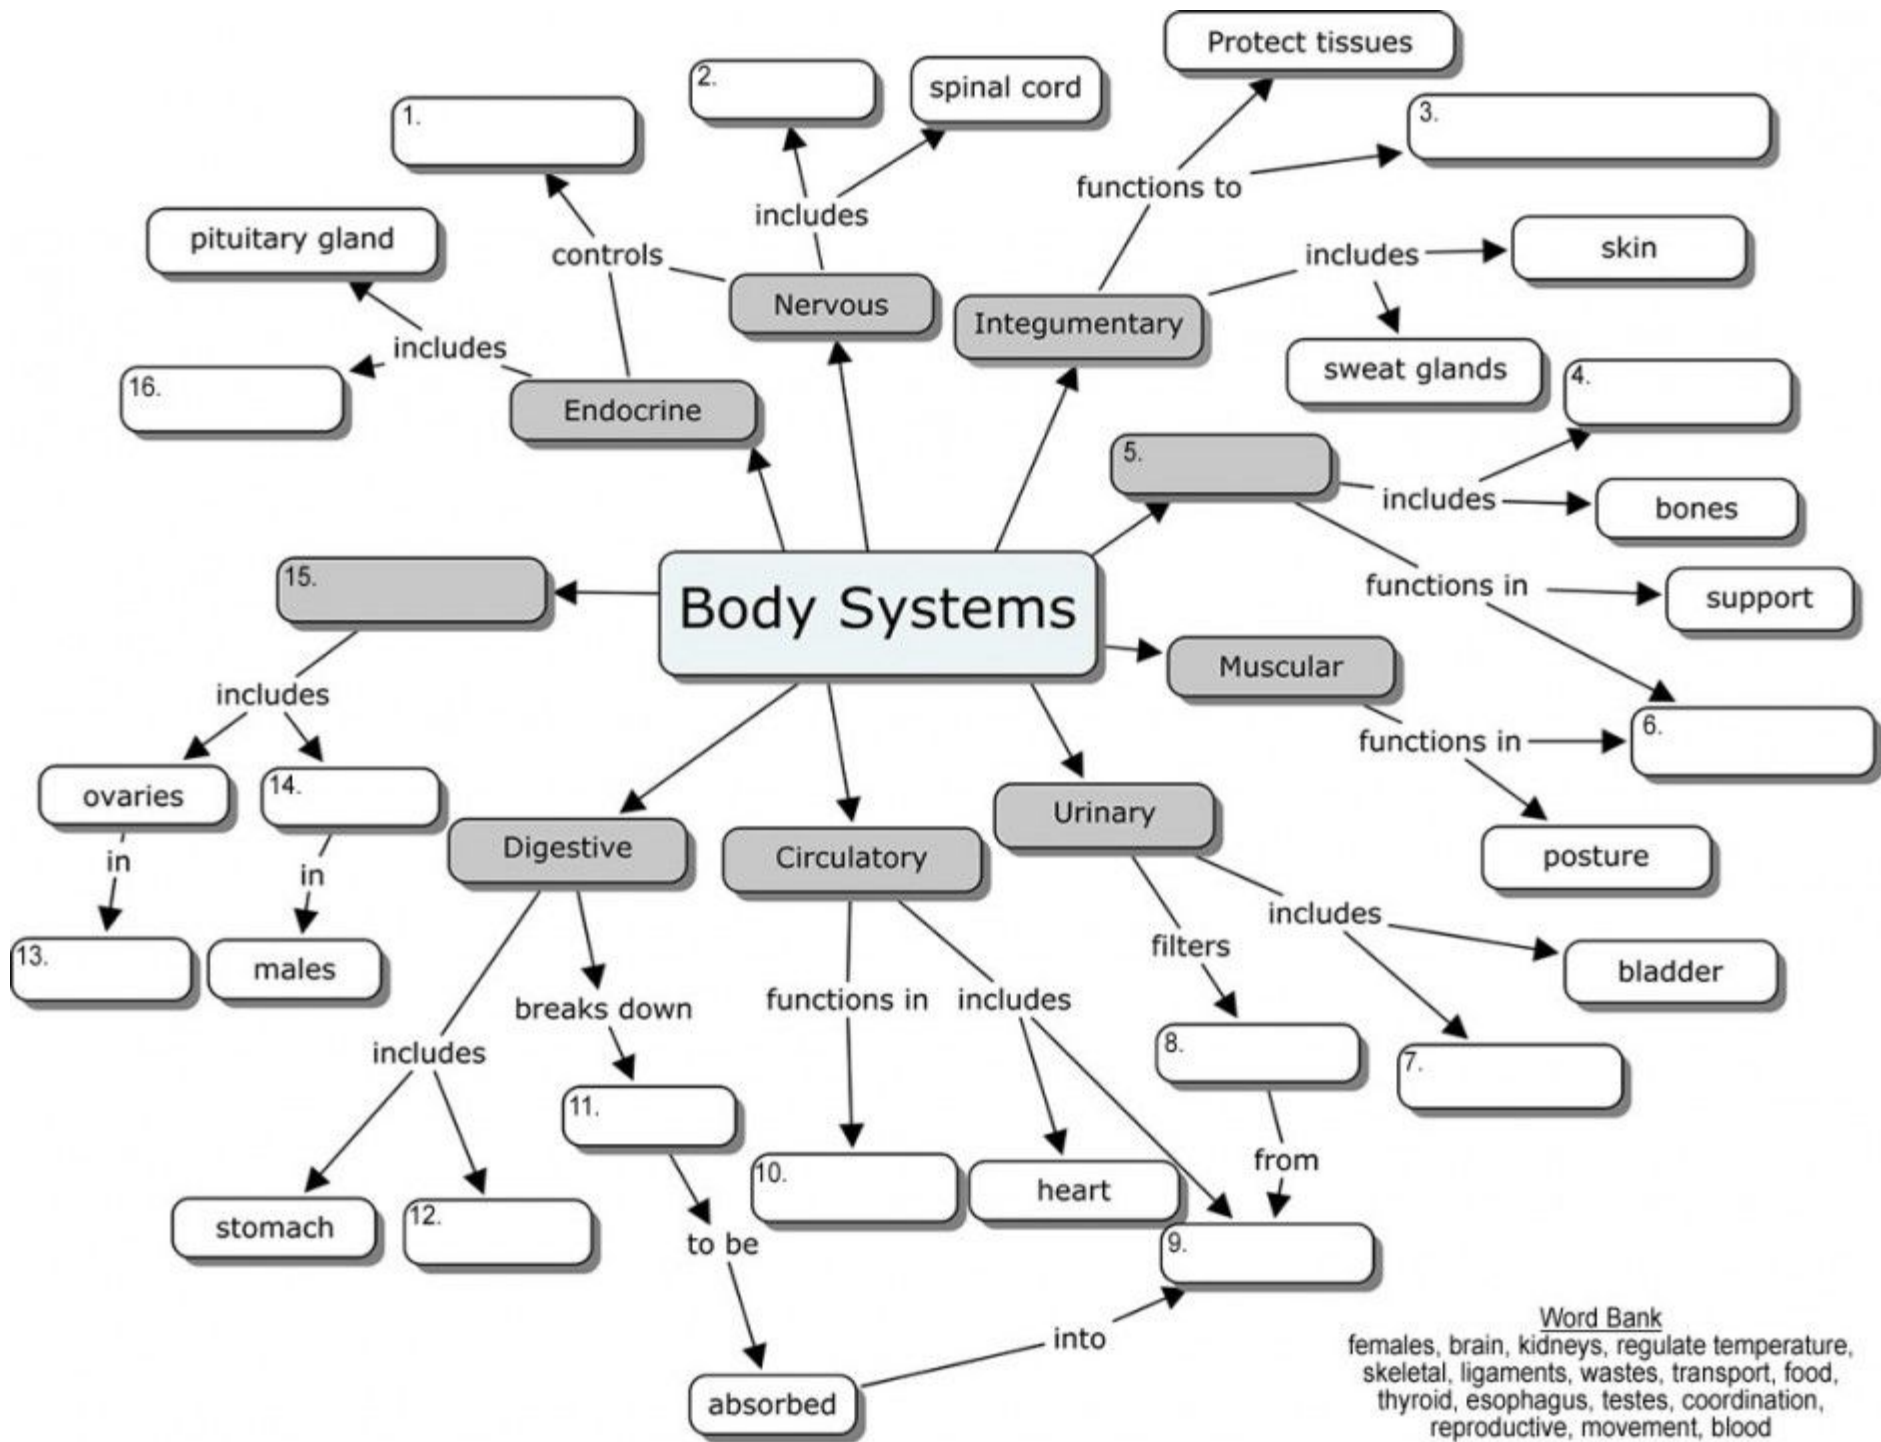 Protect tissues
2.
spinal cord
1.
3.
functions to
includes
pituitary gland
controls
includes
skin
Nervous
Integumentary
includes
sweat glands
16.
Endocrine
4.
5.
includes
bones
15.
Body Systems
functions in
support
Muscular
includes
functions in
6.
ovaries
14.
Urinary
Digestive
Circulatory
posture
in
in
includes
filters
13.
males
bladder
breaks down
functions in
includes
includes
8.
7.
11.
10.
heart
from
stomach
12.
to be
9.
into
absorbed
Word Bank
females, brain, kidneys, regulate temperature,
skeletal, ligaments, wastes, transport, food,
thyroid, esophagus, testes, coordination,
reproductive, movement, blood